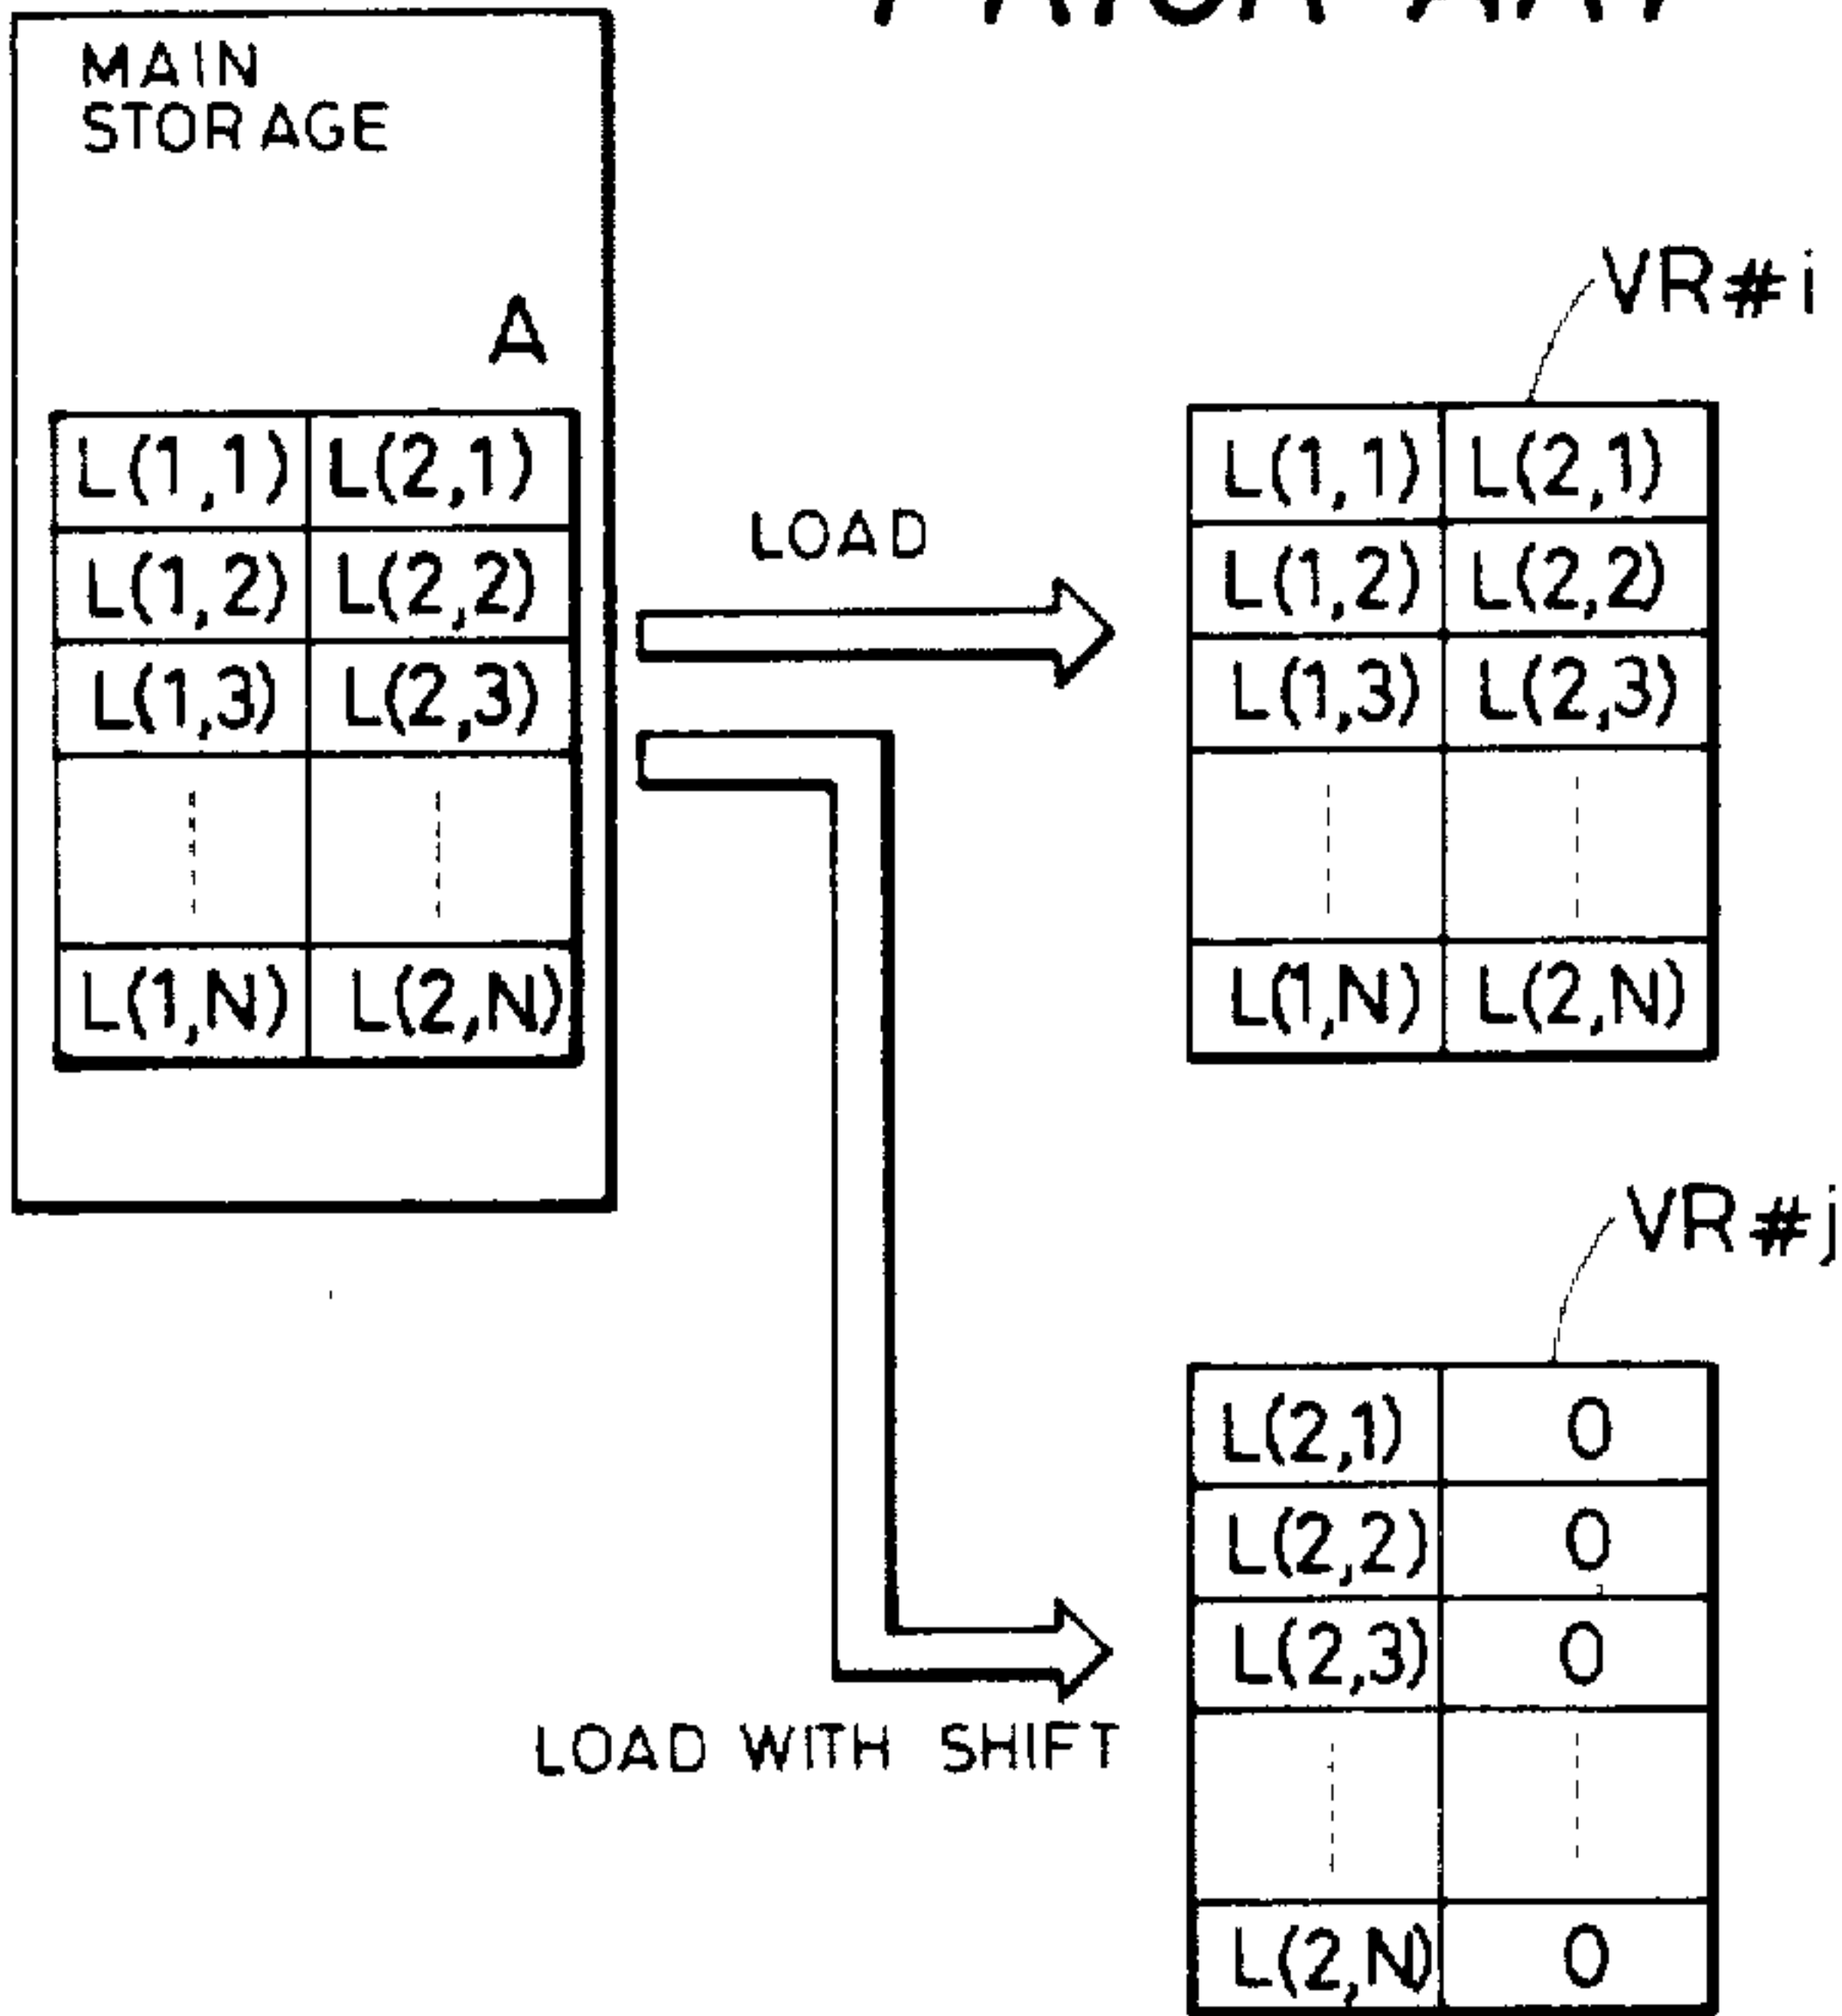 PRIOR ART
MAIN
STORAGE
A
L(1,1) L(2,1)
L(1,2) L(2,2)
L(1,3) L(2,3)
L(1,N) L(2,N)
LOAD
VR#i
L(1,1) L(2,1)
L(1,2) L(2,2)
L(1,3) L(2,3)
L(1,N) L(2,N)
LOAD WITH SHIFT
VR#j
L(2,1) 0
L(2,2) 0
L(2,3) 0
L(2,N) 0